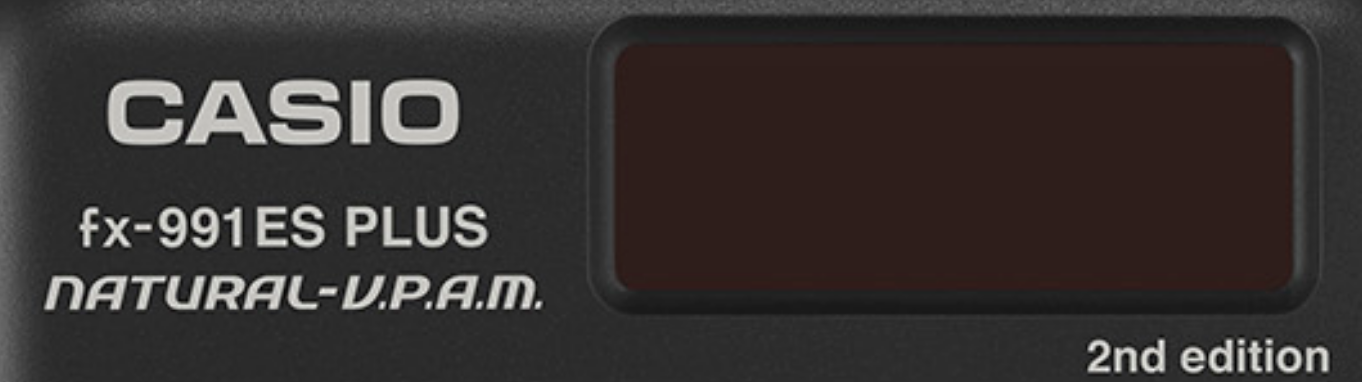 CASIO
fx-991ES PLUS
NATURAL-V.P.A.M.
2nd edition